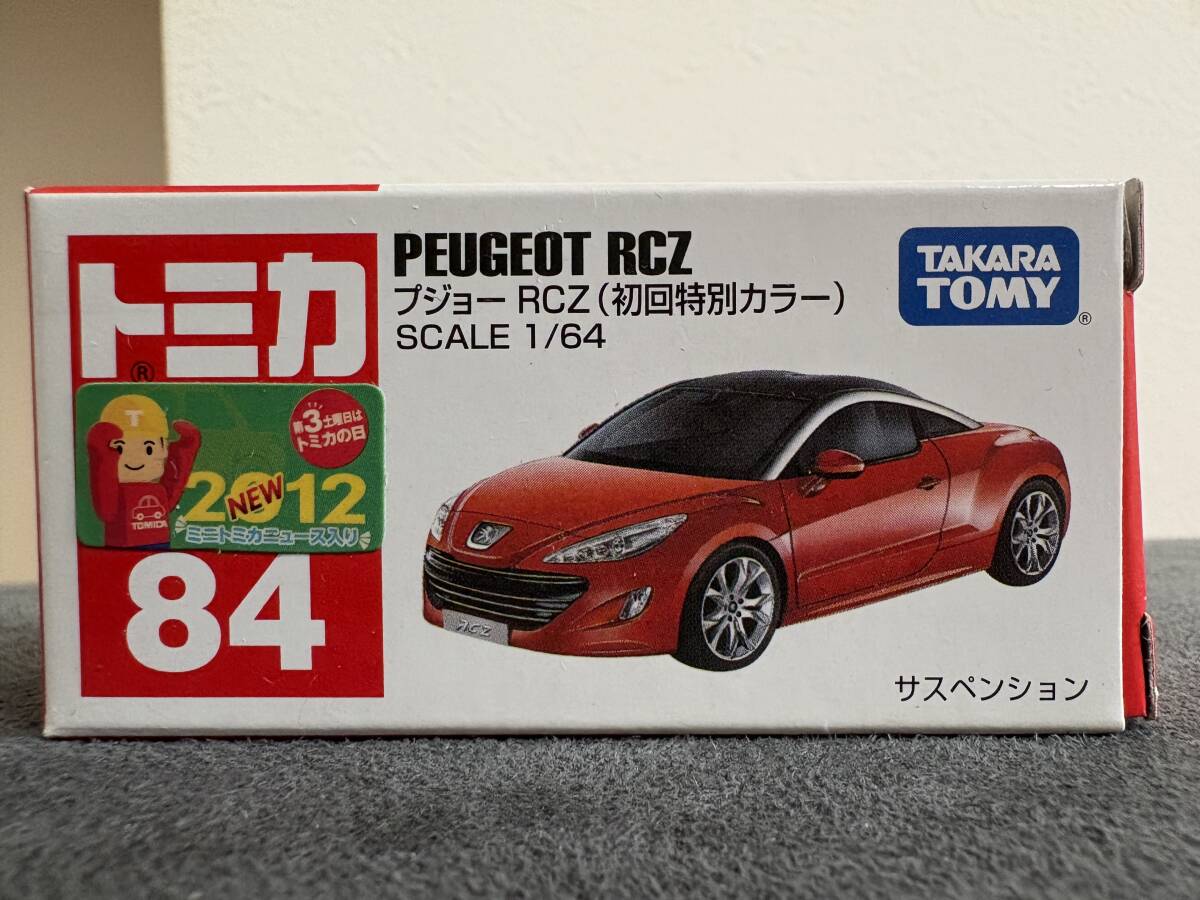 トミカ
®
T
第3土曜日は
トミカの日
2012
NEW
TOMICA
ミニトミカニュース入り
84
PEUGEOT RCZ
プジョー RCZ(初回特別カラー)
SCALE 1/64
TAKARA
TOMY
®
RCZ
サスペンション